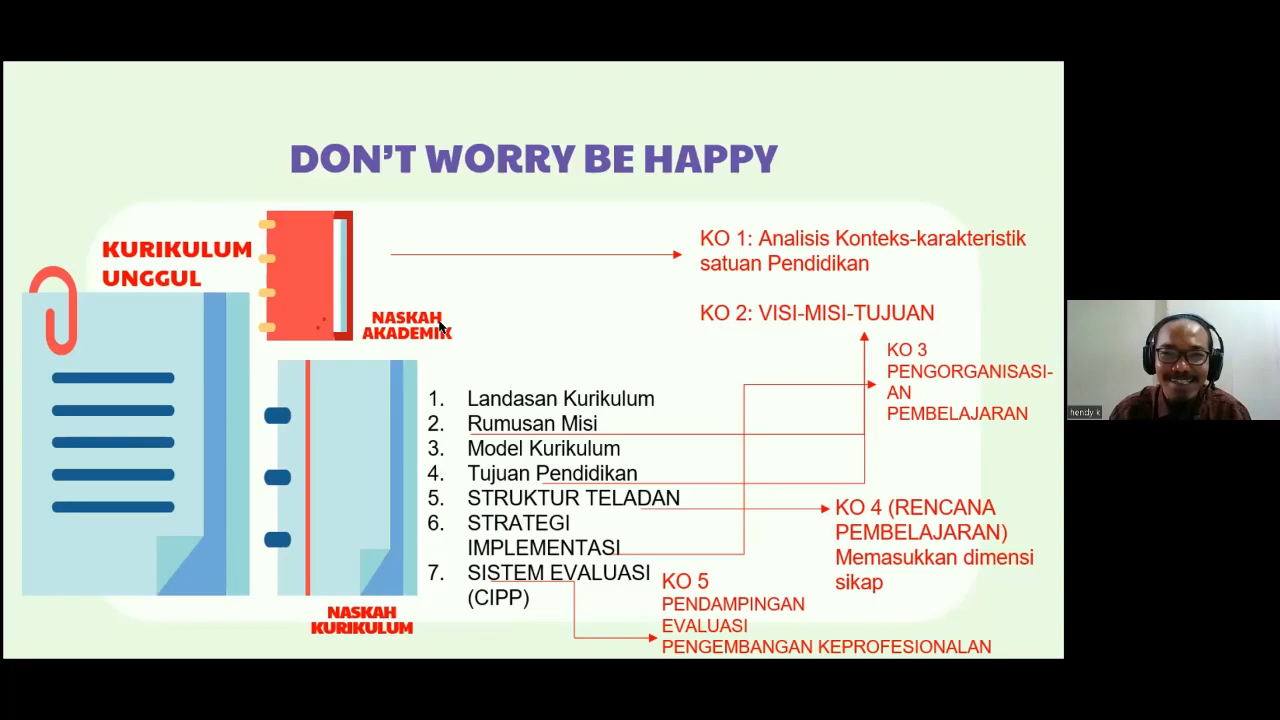 DON'T WORRY BE HAPPY
KURIKULUM
UNGGUL
NASKAH
AKADEMIK
KO 1: Analisis Konteks-karakteristik
satuan Pendidikan
KO 2: VISI-MISI-TUJUAN
KO 3
PENGORGANISASI-
AN
PEMBELAJARAN
1. Landasan Kurikulum
2. Rumusan Misi
3. Model Kurikulum
4. Tujuan Pendidikan
5. STRUKTUR TELADAN
6. STRATEGI
IMPLEMENTASI
7. SISTEM EVALUASI
(CIPP)
KO 4 (RENCANA
PEMBELAJARAN)
Memasukkan dimensi
sikap
KO 5
PENDAMPINGAN
EVALUASI
PENGEMBANGAN KEPROFESIONALAN
NASKAH
KURIKULUM
hendy k